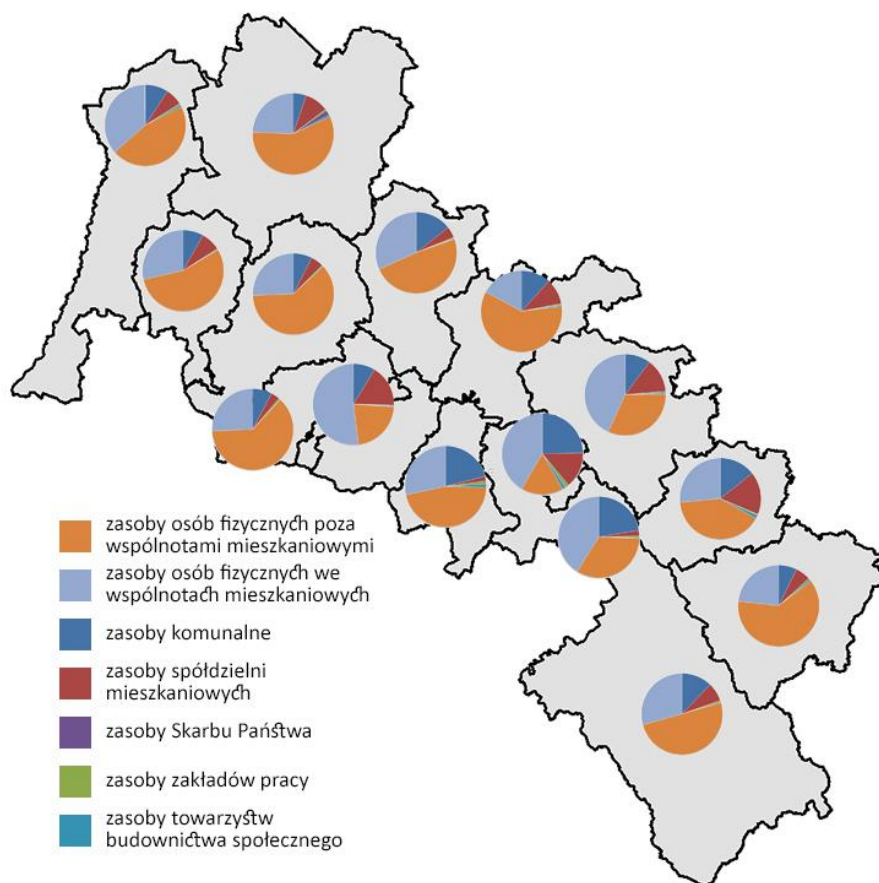 zasoby osób fizycznych poza
wspólnotami mieszkaniowymi
zasoby osób fizycznych we
wspólnotach mieszkaniowych
zasoby komunalne
zasoby spółdzielni
mieszkaniowych
zasoby Skarbu Państwa
zasoby zakładów pracy
zasoby towarzystw
budownictwa społecznego